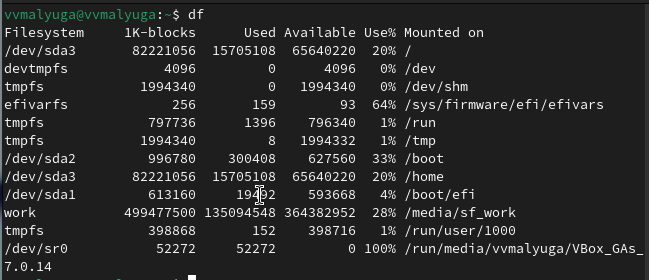 vvmalyuga@vvmalyuga:~$ df
Filesystem 1K-blocks Used Available Use% Mounted on
/dev/sda3 82221056 15705108 65640220 20% /
devtmpfs 4096 0 4096 0% /dev
tmpfs 1994340 0 1994340 0% /dev/shm
efivarfs 256 159 93 64% /sys/firmware/efi/efivars
tmpfs 797736 1396 796340 1% /run
tmpfs 1994340 8 1994332 1% /tmp
/dev/sda2 996780 300408 627560 33% /boot
/dev/sda3 82221056 15705108 65640220 20% /home
/dev/sda1 613160 19492 593668 4% /boot/efi
work 499477500 135094548 364382952 28% /media/sf_work
tmpfs 398868 152 398716 1% /run/user/1000
/dev/sr0 52272 52272 0 100% /run/media/vvmalyuga/VBox_GAs_
7.0.14